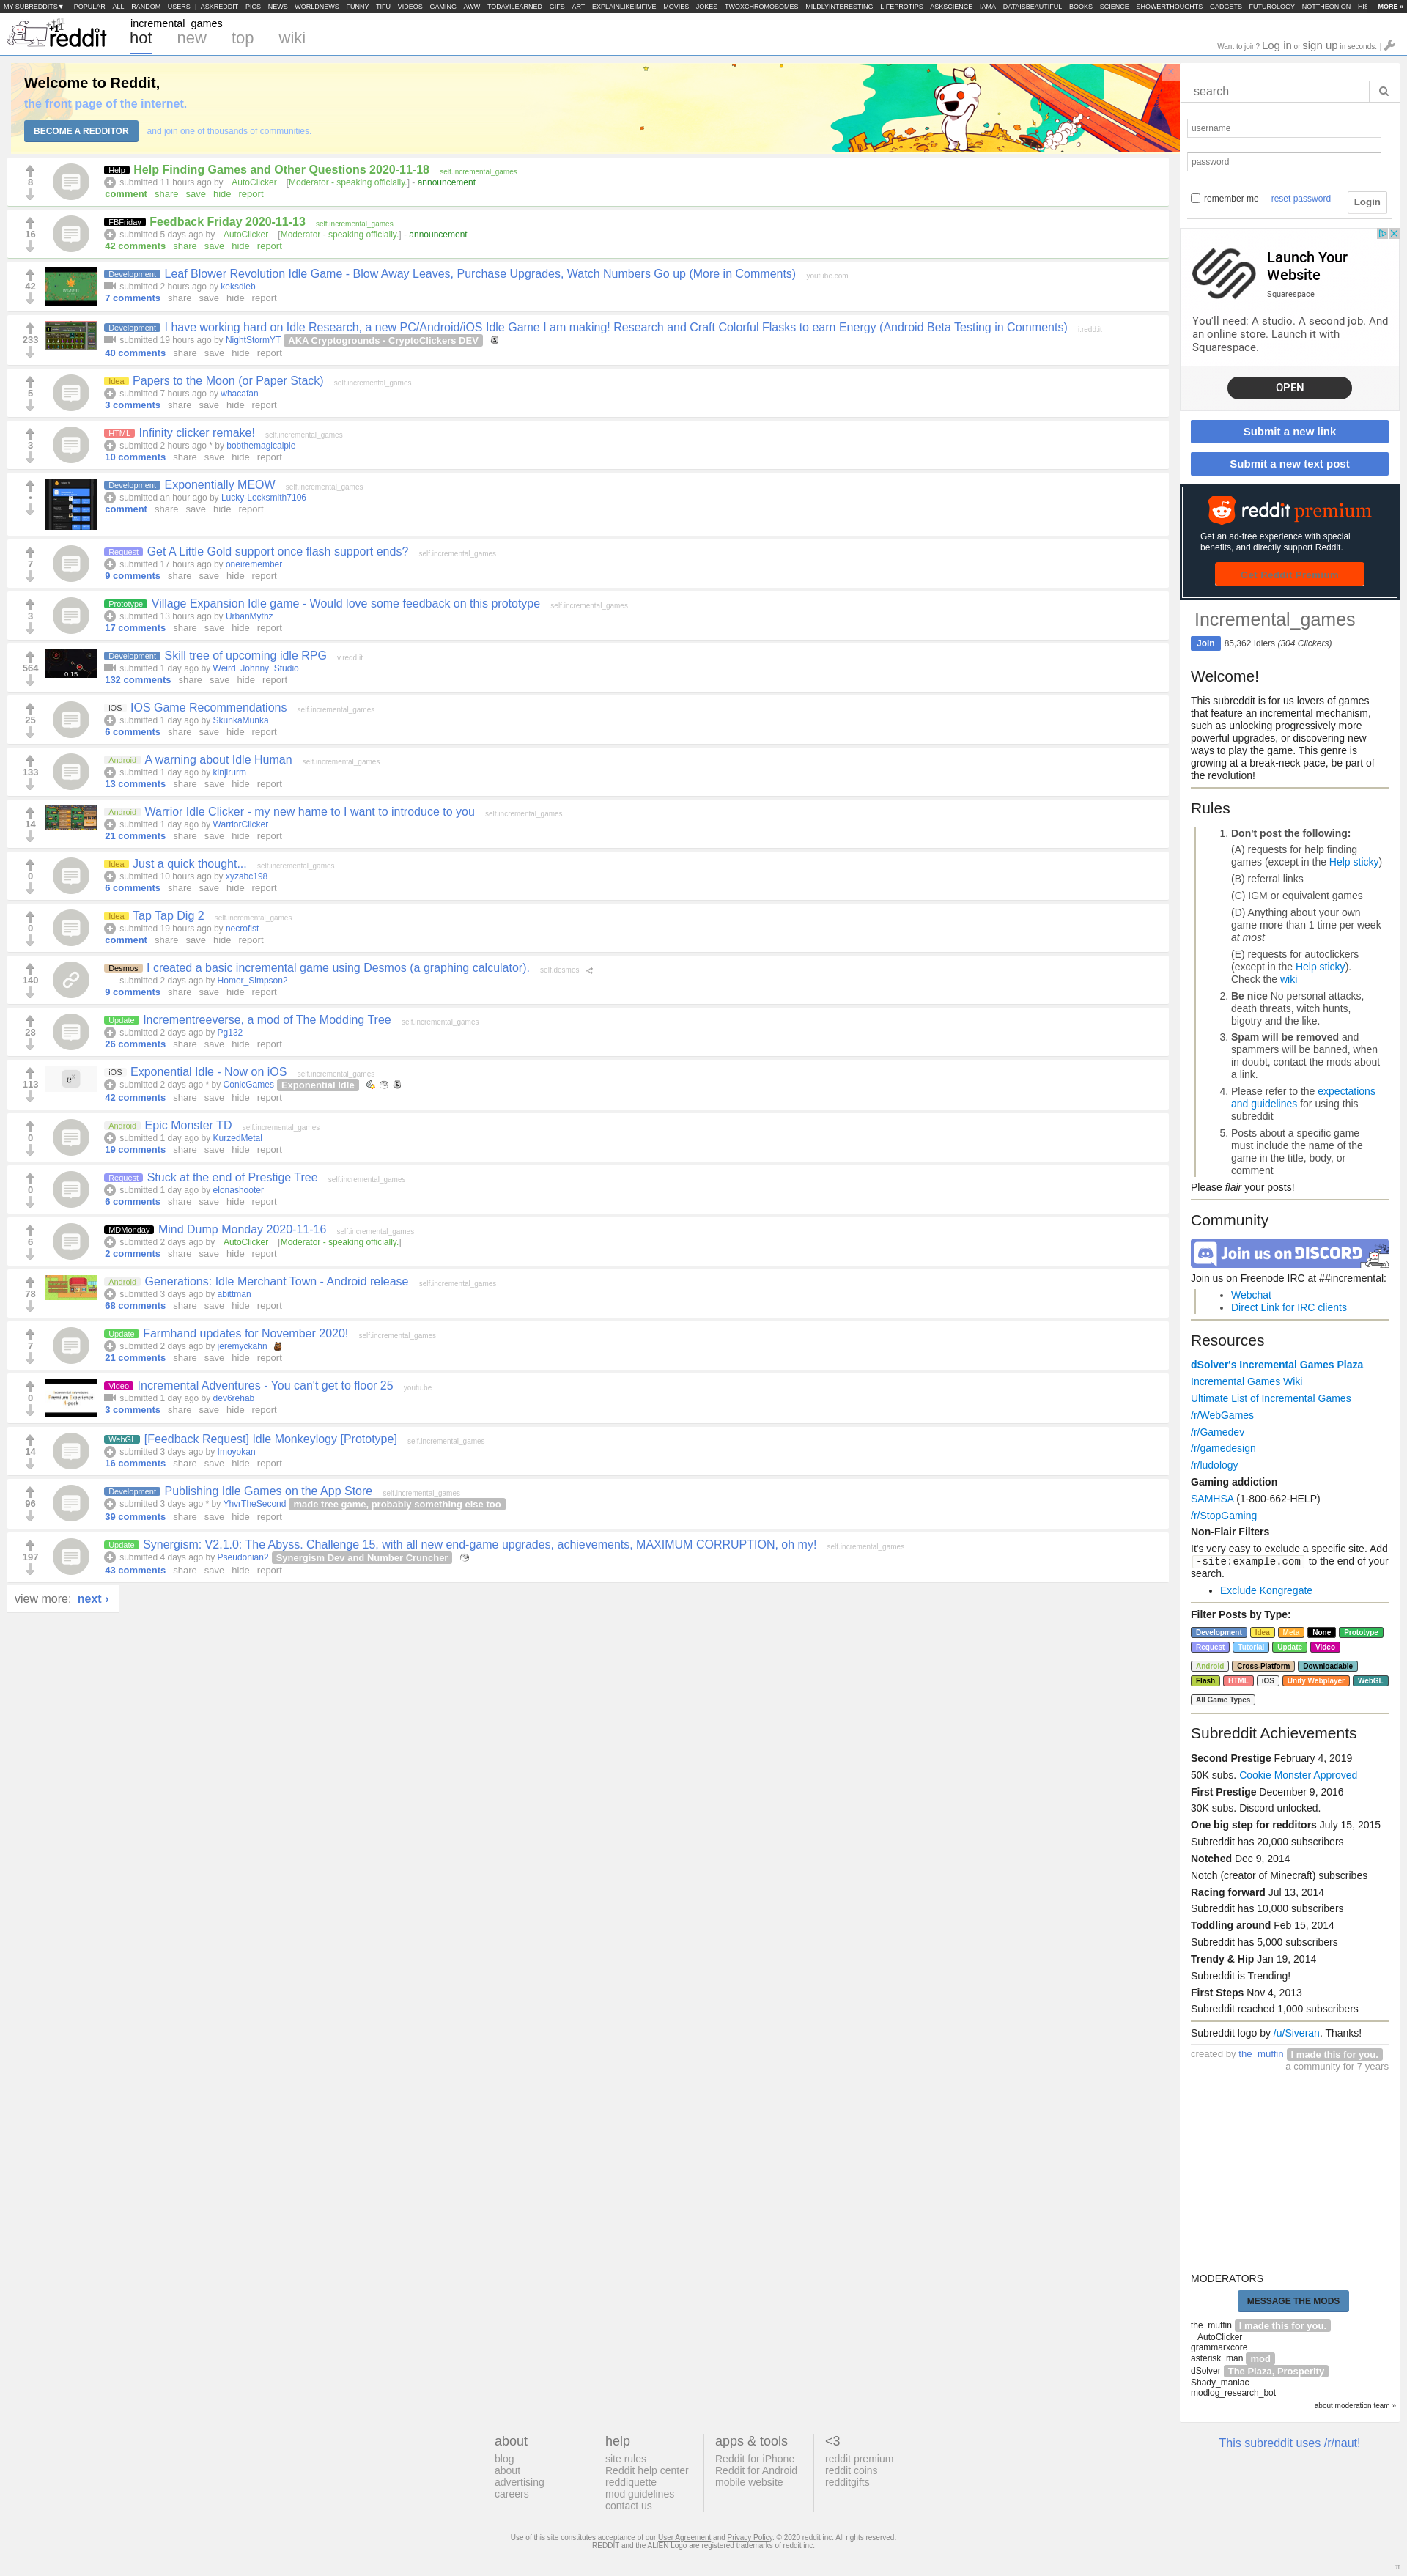 MY SUBREDDITS ▼ POPULAR - ALL - RANDOM - USERS | ASKREDDIT - PICS - NEWS - WORLDNEWS - FUNNY - TIFU - VIDEOS - GAMING - AWW - TODAYILEARNED - GIFS - ART - EXPLAINLIKEIMFIVE - MOVIES - JOKES - TWOXCHROMOSOMES - MILDLYINTERESTING - LIFEPROTIPS - ASKSCIENCE - IAMA - DATAISBEAUTIFUL - BOOKS - SCIENCE - SHOWERTHOUGHTS - GADGETS - FUTUROLOGY - NOTTHEONION - HIS MORE »
+1
reddit
incremental_games
hot new top wiki
Want to join? Log in or sign up in seconds. |
Welcome to Reddit,
the front page of the internet.
BECOME A REDDITOR and join one of thousands of communities.
8
Help Help Finding Games and Other Questions 2020-11-18 self.incremental_games
submitted 11 hours ago by AutoClicker [Moderator - speaking officially.] - announcement
comment share save hide report
16
FBFriday Feedback Friday 2020-11-13 self.incremental_games
submitted 5 days ago by AutoClicker [Moderator - speaking officially.] - announcement
42 comments share save hide report
42
Development Leaf Blower Revolution Idle Game - Blow Away Leaves, Purchase Upgrades, Watch Numbers Go up (More in Comments) youtube.com
submitted 2 hours ago by keksdieb
7 comments share save hide report
233
Development I have working hard on Idle Research, a new PC/Android/iOS Idle Game I am making! Research and Craft Colorful Flasks to earn Energy (Android Beta Testing in Comments) i.redd.it
submitted 19 hours ago by NightStormYT AKA Cryptogrounds - CryptoClickers DEV
40 comments share save hide report
5
Idea Papers to the Moon (or Paper Stack) self.incremental_games
submitted 7 hours ago by whacafan
3 comments share save hide report
3
HTML Infinity clicker remake! self.incremental_games
submitted 2 hours ago * by bobthemagicalpie
10 comments share save hide report
•
Development Exponentially MEOW self.incremental_games
submitted an hour ago by Lucky-Locksmith7106
comment share save hide report
7
Request Get A Little Gold support once flash support ends? self.incremental_games
submitted 17 hours ago by oneiremember
9 comments share save hide report
3
Prototype Village Expansion Idle game - Would love some feedback on this prototype self.incremental_games
submitted 13 hours ago by UrbanMythz
17 comments share save hide report
564
0:15
Development Skill tree of upcoming idle RPG v.redd.it
submitted 1 day ago by Weird_Johnny_Studio
132 comments share save hide report
25
iOS IOS Game Recommendations self.incremental_games
submitted 1 day ago by SkunkaMunka
6 comments share save hide report
133
Android A warning about Idle Human self.incremental_games
submitted 1 day ago by kinjirurm
13 comments share save hide report
14
Android Warrior Idle Clicker - my new hame to I want to introduce to you self.incremental_games
submitted 1 day ago by WarriorClicker
21 comments share save hide report
0
Idea Just a quick thought... self.incremental_games
submitted 10 hours ago by xyzabc198
6 comments share save hide report
0
Idea Tap Tap Dig 2 self.incremental_games
submitted 19 hours ago by necrofist
comment share save hide report
140
Desmos I created a basic incremental game using Desmos (a graphing calculator). self.desmos
submitted 2 days ago by Homer_Simpson2
9 comments share save hide report
28
Update Incrementreeverse, a mod of The Modding Tree self.incremental_games
submitted 2 days ago by Pg132
26 comments share save hide report
113
iOS Exponential Idle - Now on iOS self.incremental_games
submitted 2 days ago * by ConicGames Exponential Idle
42 comments share save hide report
0
Android Epic Monster TD self.incremental_games
submitted 1 day ago by KurzedMetal
19 comments share save hide report
0
Request Stuck at the end of Prestige Tree self.incremental_games
submitted 1 day ago by elonashooter
6 comments share save hide report
6
MDMonday Mind Dump Monday 2020-11-16 self.incremental_games
submitted 2 days ago by AutoClicker [Moderator - speaking officially.]
2 comments share save hide report
78
Android Generations: Idle Merchant Town - Android release self.incremental_games
submitted 3 days ago by abittman
68 comments share save hide report
7
Update Farmhand updates for November 2020! self.incremental_games
submitted 2 days ago by jeremyckahn
21 comments share save hide report
0
Premium Experience
Video Incremental Adventures - You can't get to floor 25 youtu.be
submitted 1 day ago by dev6rehab
3 comments share save hide report
14
WebGL [Feedback Request] Idle Monkeylogy [Prototype] self.incremental_games
submitted 3 days ago by Imoyokan
16 comments share save hide report
96
Development Publishing Idle Games on the App Store self.incremental_games
submitted 3 days ago * by YhvrTheSecond made tree game, probably something else too
39 comments share save hide report
197
Update Synergism: V2.1.0: The Abyss. Challenge 15, with all new end-game upgrades, achievements, MAXIMUM CORRUPTION, oh my! self.incremental_games
submitted 4 days ago by Pseudonian2 Synergism Dev and Number Cruncher
43 comments share save hide report
view more: next ›
search
username
password
remember me reset password Login
Launch Your
Website
Squarespace
You'll need: A studio. A second job. And
an online store. Launch it with
Squarespace.
OPEN
Submit a new link
Submit a new text post
reddit premium
Get an ad-free experience with special
benefits, and directly support Reddit.
Incremental_games
Join 85,362 Idlers (304 Clickers)
Welcome!
This subreddit is for us lovers of games
that feature an incremental mechanism,
such as unlocking progressively more
powerful upgrades, or discovering new
ways to play the game. This genre is
growing at a break-neck pace, be part of
the revolution!
Rules
1. Don't post the following:
(A) requests for help finding
games (except in the Help sticky)
(B) referral links
(C) IGM or equivalent games
(D) Anything about your own
game more than 1 time per week
at most
(E) requests for autoclickers
(except in the Help sticky).
Check the wiki
2. Be nice No personal attacks,
death threats, witch hunts,
bigotry and the like.
3. Spam will be removed and
spammers will be banned, when
in doubt, contact the mods about
a link.
4. Please refer to the expectations
and guidelines for using this
subreddit
5. Posts about a specific game
must include the name of the
game in the title, body, or
comment
Please flair your posts!
Community
Join us on DISCORD
Join us on Freenode IRC at ##incremental:
• Webchat
• Direct Link for IRC clients
Resources
dSolver's Incremental Games Plaza
Incremental Games Wiki
Ultimate List of Incremental Games
/r/WebGames
/r/Gamedev
/r/gamedesign
/r/ludology
Gaming addiction
SAMHSA (1-800-662-HELP)
/r/StopGaming
Non-Flair Filters
It's very easy to exclude a specific site. Add
-site:example.com to the end of your
search.
• Exclude Kongregate
Filter Posts by Type:
Development Idea Meta None Prototype
Request Tutorial Update Video
Android Cross-Platform Downloadable
Flash HTML iOS Unity Webplayer WebGL
All Game Types
Subreddit Achievements
Second Prestige February 4, 2019
50K subs. Cookie Monster Approved
First Prestige December 9, 2016
30K subs. Discord unlocked.
One big step for redditors July 15, 2015
Subreddit has 20,000 subscribers
Notched Dec 9, 2014
Notch (creator of Minecraft) subscribes
Racing forward Jul 13, 2014
Subreddit has 10,000 subscribers
Toddling around Feb 15, 2014
Subreddit has 5,000 subscribers
Trendy & Hip Jan 19, 2014
Subreddit is Trending!
First Steps Nov 4, 2013
Subreddit reached 1,000 subscribers
Subreddit logo by /u/Siveran. Thanks!
created by the_muffin I made this for you.
a community for 7 years
MODERATORS
MESSAGE THE MODS
the_muffin I made this for you.
AutoClicker
grammarxcore
asterisk_man mod
dSolver The Plaza, Prosperity
Shady_maniac
modlog_research_bot
about moderation team »
This subreddit uses /r/naut!
about
blog
about
advertising
careers
help
site rules
Reddit help center
reddiquette
mod guidelines
contact us
apps & tools
Reddit for iPhone
Reddit for Android
mobile website
<3
reddit premium
reddit coins
redditgifts
Use of this site constitutes acceptance of our User Agreement and Privacy Policy. © 2020 reddit inc. All rights reserved.
REDDIT and the ALIEN Logo are registered trademarks of reddit inc.
π